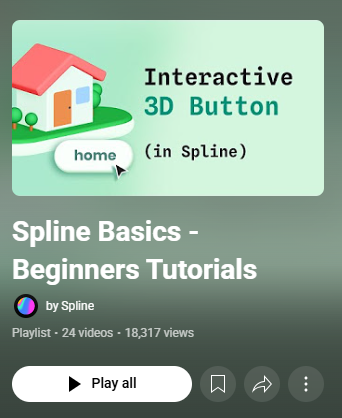 Interactive
3D Button
home
(in Spline)
Spline Basics -
Beginners Tutorials
by Spline
Playlist • 24 videos • 18,317 views
Play all